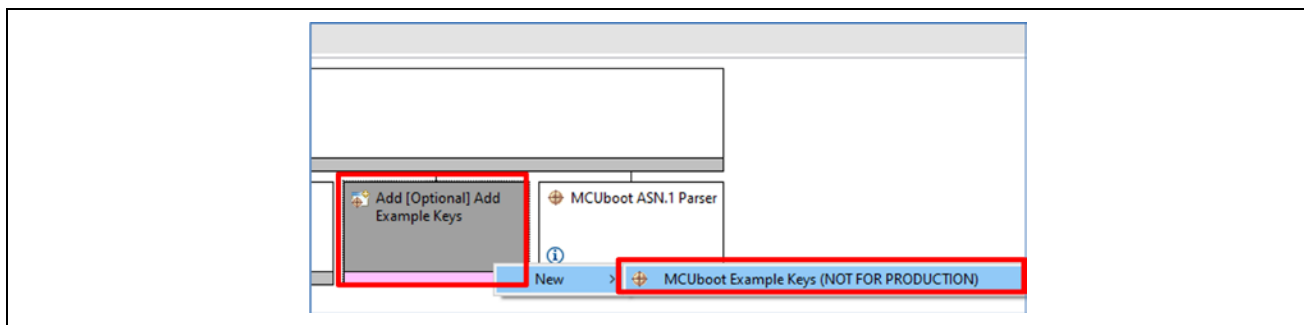 Add [Optional] Add
Example Keys
MCUboot ASN.1 Parser
New
MCUboot Example Keys (NOT FOR PRODUCTION)